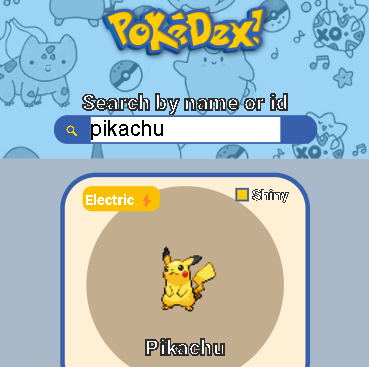 PoKéDex!
Search by name or id
pikachu
Electric
Shiny
Pikachu